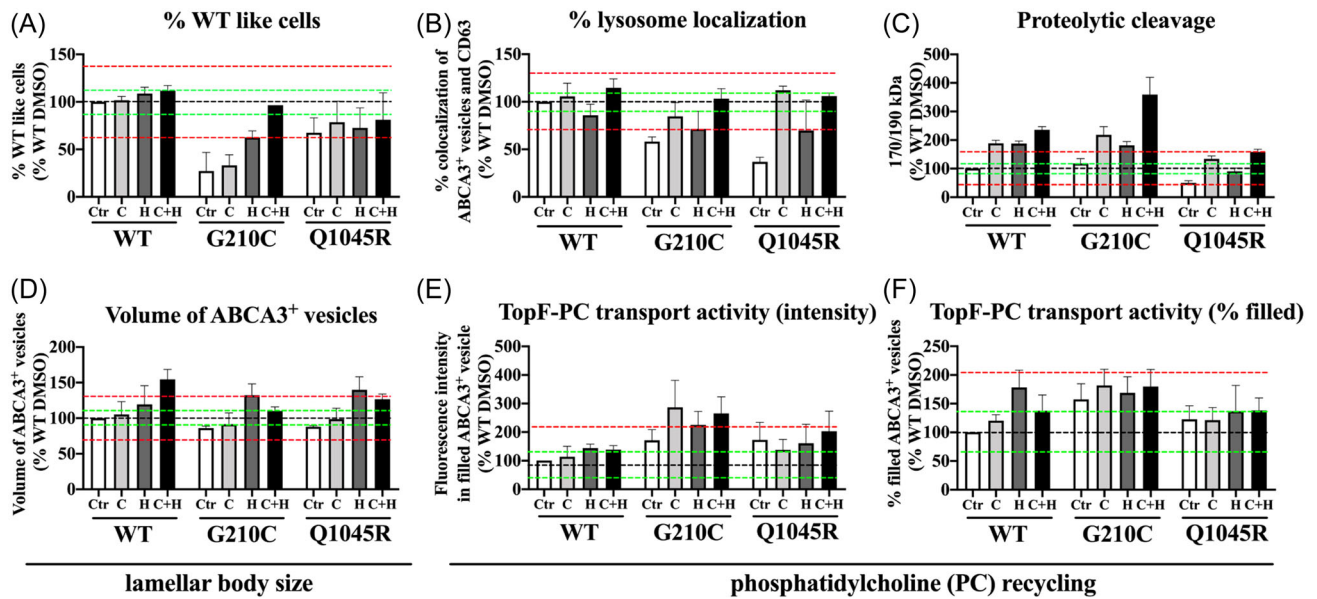 (A)
% WT like cells
% WT like cells
(% WT DMSO)
150
100
50
0
Ctr C H C+H Ctr C H C+H Ctr C H C+H
WT G210C Q1045R
(B)
% lysosome localization
% colocalization of
ABCA3+ vesicles and CD63
(% WT DMSO)
150
100
50
0
Ctr C H C+H Ctr C H C+H Ctr C H C+H
WT G210C Q1045R
(C)
Proteolytic cleavage
170/190 kDa
(% WT DMSO)
500
400
300
200
100
0
Ctr C H C+H Ctr C H C+H Ctr C H C+H
WT G210C Q1045R
(D)
Volume of ABCA3+ vesicles
Volume of ABCA3+ vesicles
(% WT DMSO)
200
150
100
50
0
Ctr C H C+H Ctr C H C+H Ctr C H C+H
WT G210C Q1045R
lamellar body size
(E)
TopF-PC transport activity (intensity)
Fluorescence intensity
in filled ABCA3+ vesicle
(% WT DMSO)
500
400
300
200
100
0
Ctr C H C+H Ctr C H C+H Ctr C H C+H
WT G210C Q1045R
(F)
TopF-PC transport activity (% filled)
% filled ABCA3+ vesicles
(% WT DMSO)
250
200
150
100
50
0
Ctr C H C+H Ctr C H C+H Ctr C H C+H
WT G210C Q1045R
phosphatidylcholine (PC) recycling